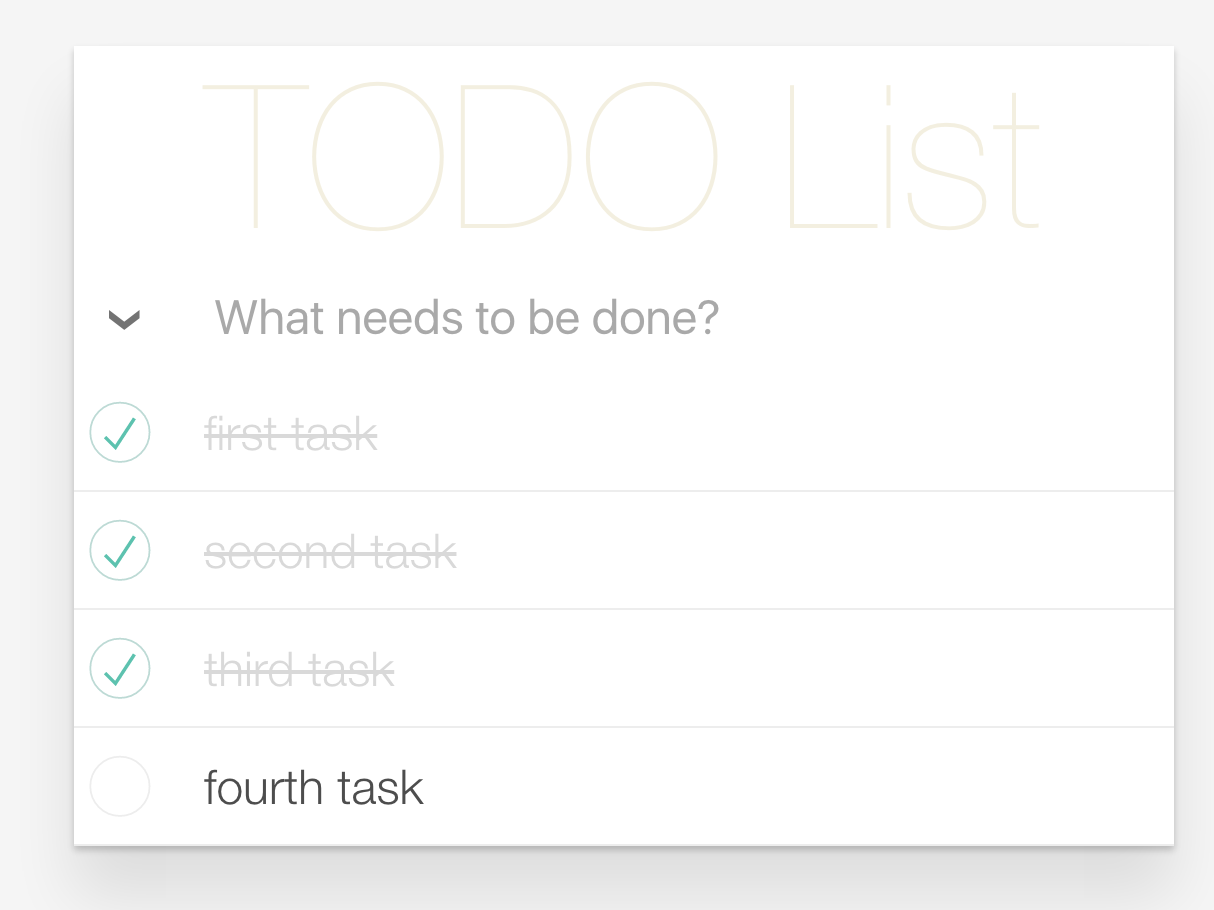 TODO List
What needs to be done?
first task
second task
third task
fourth task